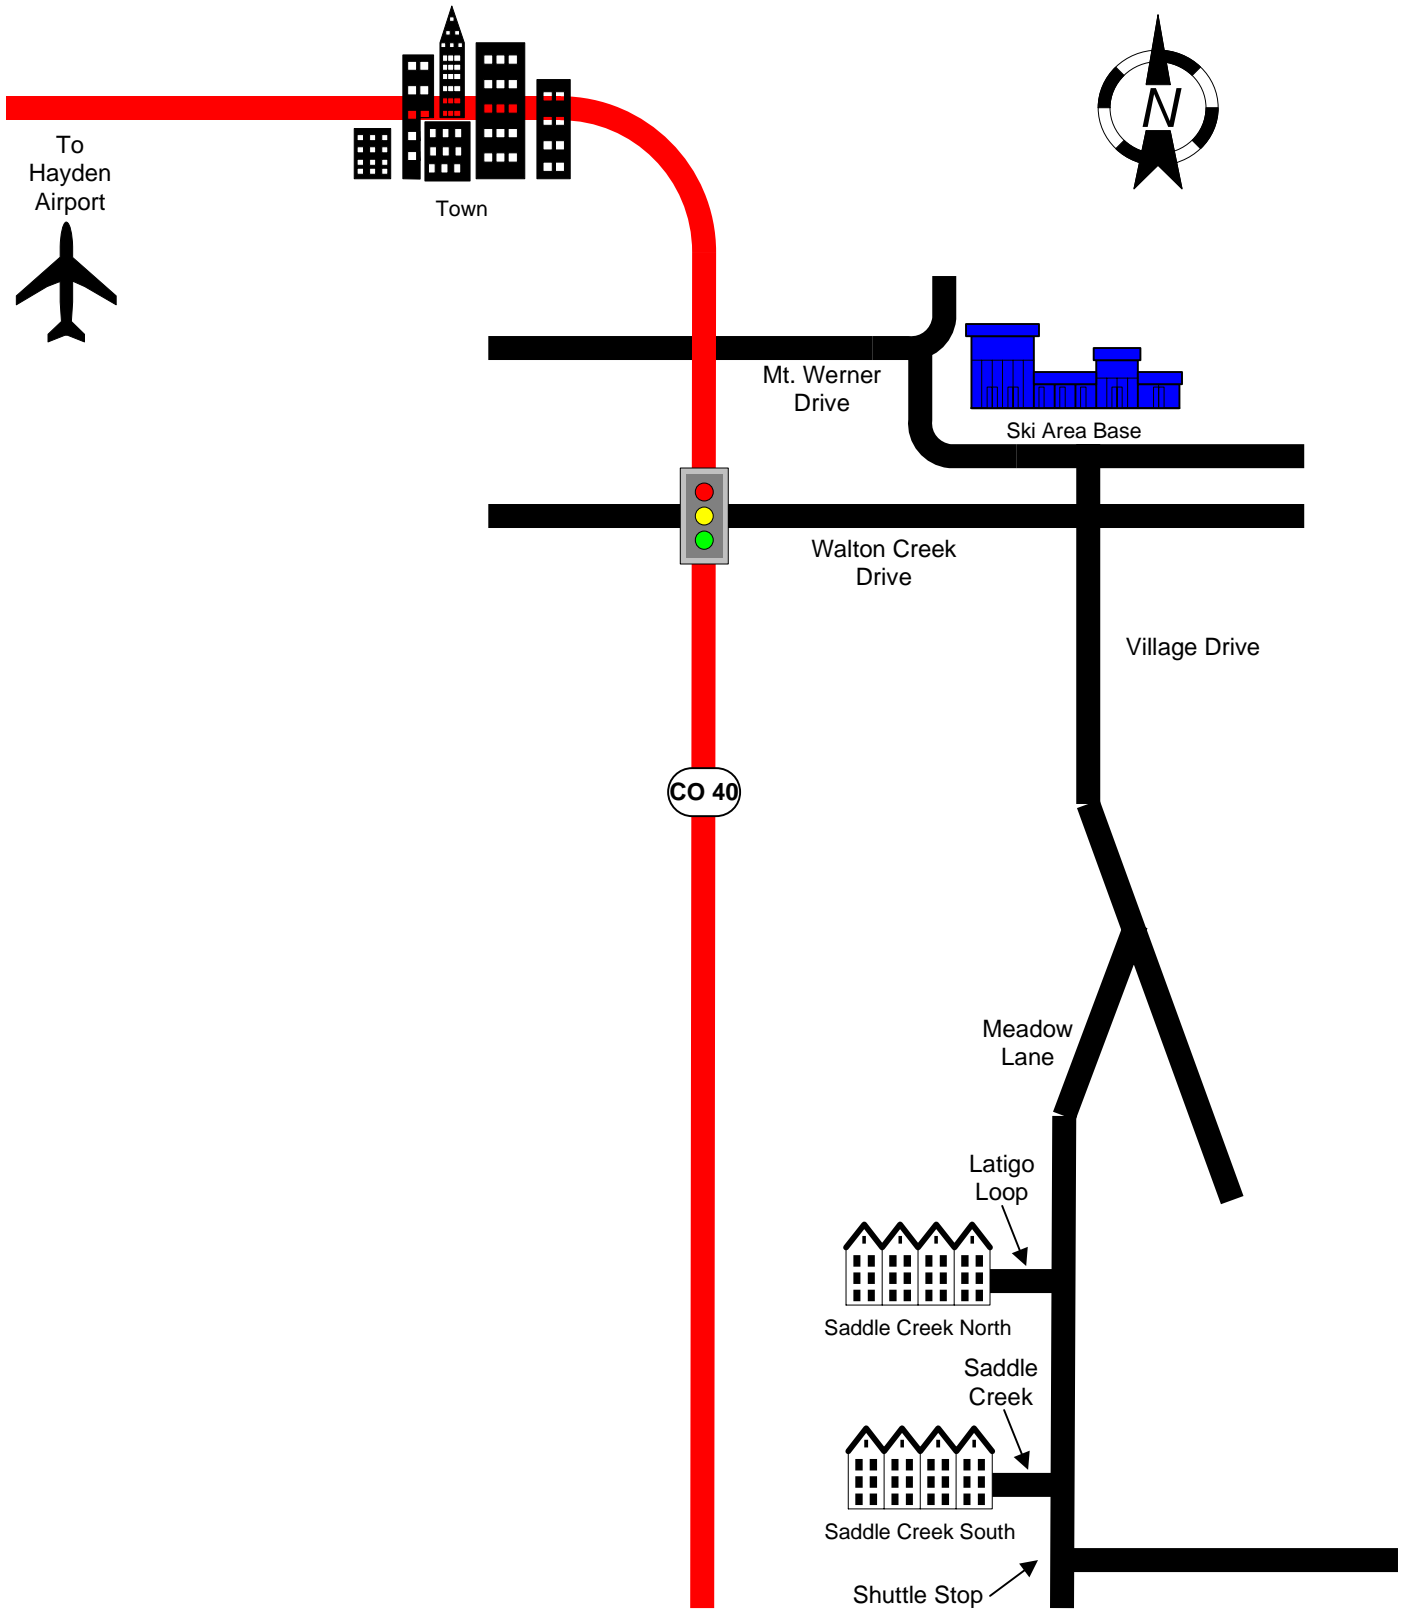 N
To
Hayden
Airport
Town
Mt. Werner
Drive
Ski Area Base
Walton Creek
Drive
Village Drive
CO 40
Meadow
Lane
Latigo
Loop
Saddle Creek North
Saddle
Creek
Saddle Creek South
Shuttle Stop